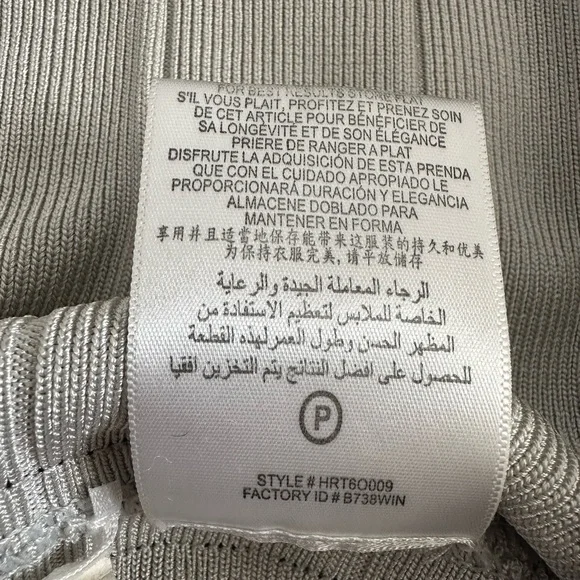 FOR BEST RESULTS STORE FLAT
S'IL VOUS PLAIT, PROFITEZ ET PRENEZ SOIN
DE CET ARTICLE POUR BÉNÉFICIER DE
SA LONGÉVITÉ ET DE SON ÉLÉGANCE
PRIERE DE RANGER A PLAT
DISFRUTE LA ADQUISICIÓN DE ESTA PRENDA
QUE CON EL CUIDADO APROPIADO LE
PROPORCIONARÁ DURACIÓN Y ELEGANCIA
ALMACENE DOBLADO PARA
MANTENER EN FORMA
享用并且适当地保存能带来这服装的持久和优美
为保持衣服完美,请平放储存
الرجاء المعاملة الجيدة والرعاية
الخاصة للملابس لتعظيم الاستفادة من
المظهر الحسن وطول العمرلهذه القطعة
للحصول على افضل النتائج يتم التخزين افقيا
P
STYLE # HRT6O009
FACTORY ID # B738WIN